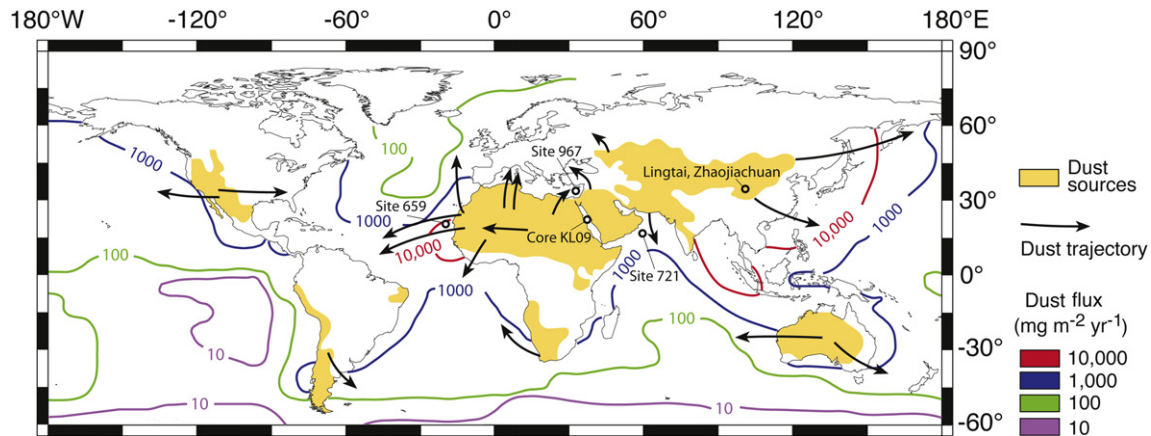 180°W -120° -60° 0° 60° 120° 180°E
90°
60°
30°
0°
-30°
-60°
1000
100
Site 967
Lingtai, Zhaojiachuan
Site 659
1000
10,000
Core KL09
Site 721
1000
10,000
1000
100
1000
10
10
100
10
10
Dust
sources
Dust trajectory
Dust flux
(mg m⁻² yr⁻¹)
10,000
1,000
100
10